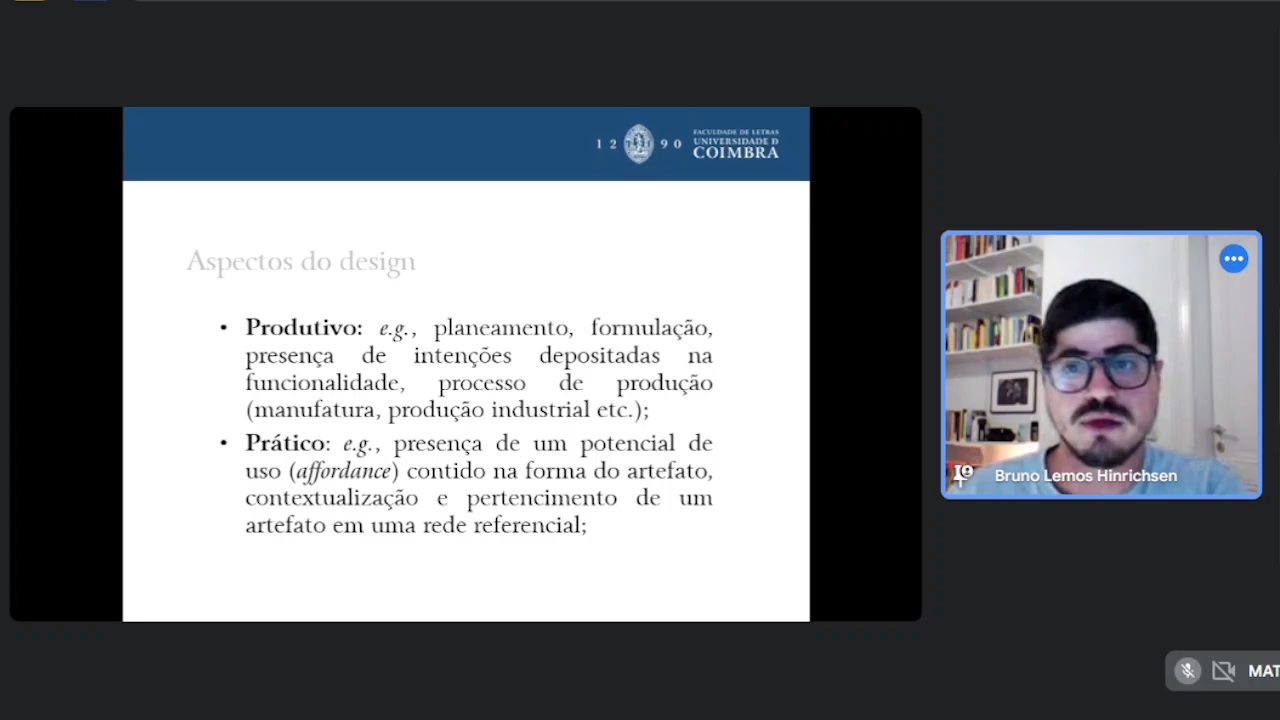 1 2 9 0
FACULDADE DE LETRAS
UNIVERSIDADE D
COIMBRA
Aspectos do design
• Produtivo: e.g., planeamento, formulação,
presença de intenções depositadas na
funcionalidade, processo de produção
(manufatura, produção industrial etc.);
• Prático: e.g., presença de um potencial de
uso (affordance) contido na forma do artefato,
contextualização e pertencimento de um
artefato em uma rede referencial;
Bruno Lemos Hinrichsen
MAT